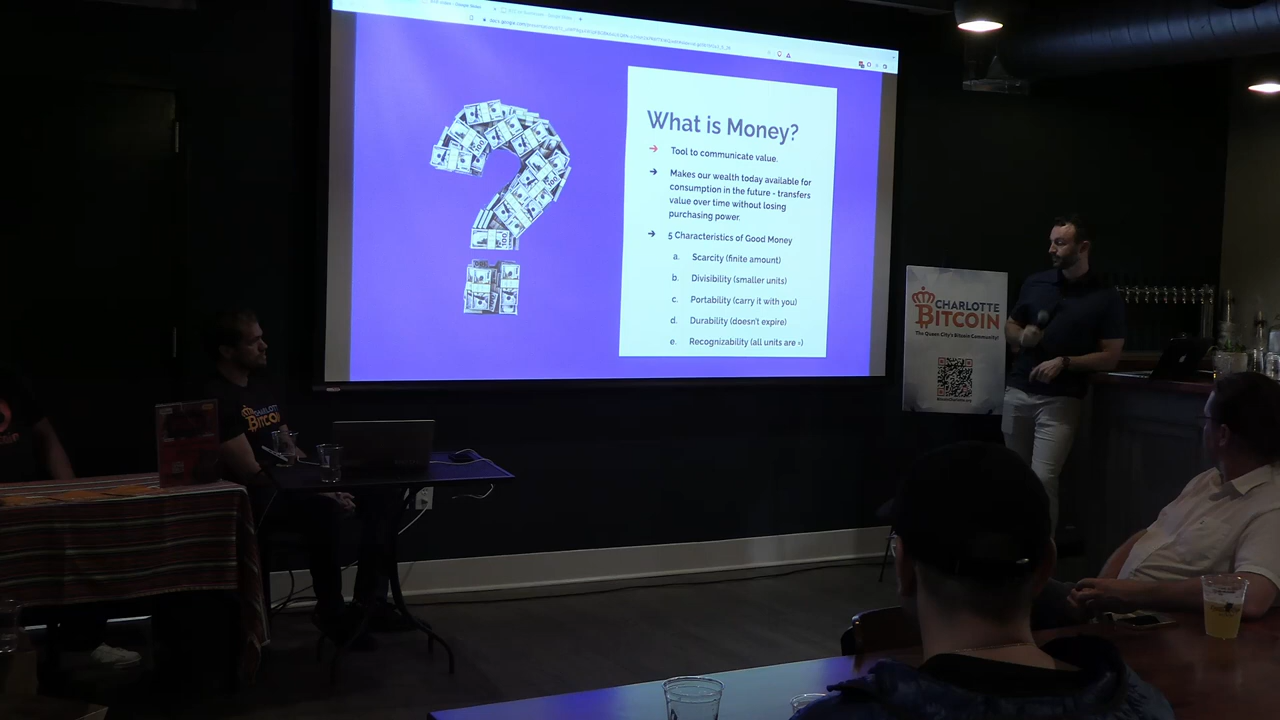 What is Money?
→ Tool to communicate value.
→ Makes our wealth today available for
consumption in the future - transfers
value over time without losing
purchasing power.
→ 5 Characteristics of Good Money
a. Scarcity (finite amount)
b. Divisibility (smaller units)
c. Portability (carry it with you)
d. Durability (doesn't expire)
e. Recognizability (all units are =)
CHARLOTTE
BITCOIN
The Queen City's Bitcoin Community!
CHARLOTTE
BITCOIN